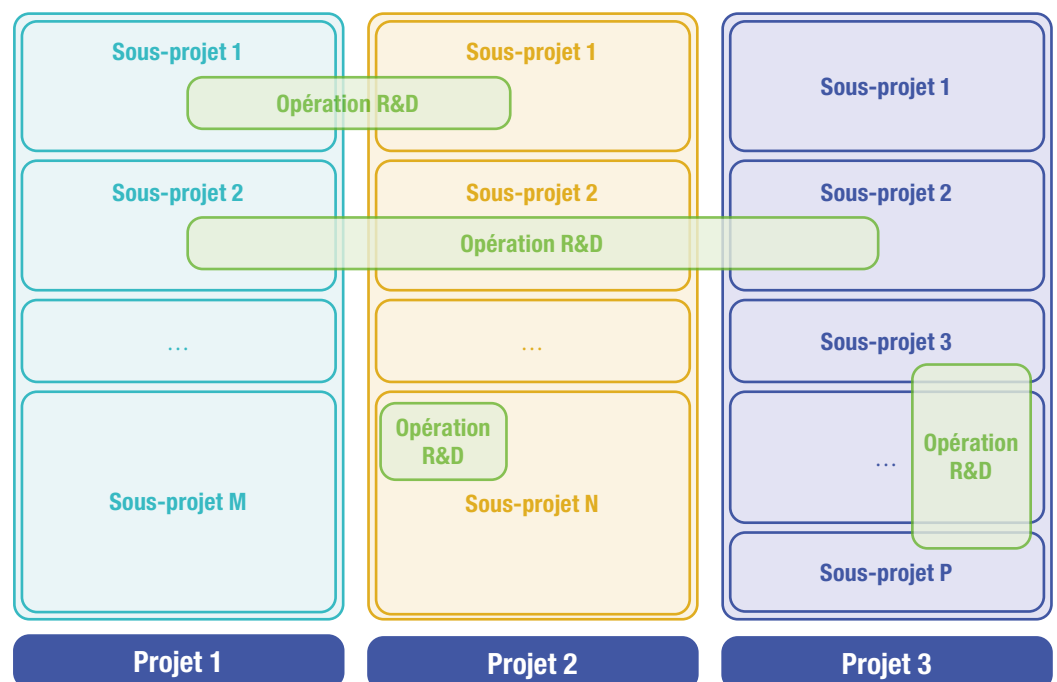 Sous-projet 1
Opération R&D
Sous-projet 2
Opération R&D
...
Sous-projet M
Projet 1
Sous-projet 1
Sous-projet 2
...
Opération
R&D
Sous-projet N
Projet 2
Sous-projet 1
Sous-projet 2
Sous-projet 3
...
Opération
R&D
Sous-projet P
Projet 3